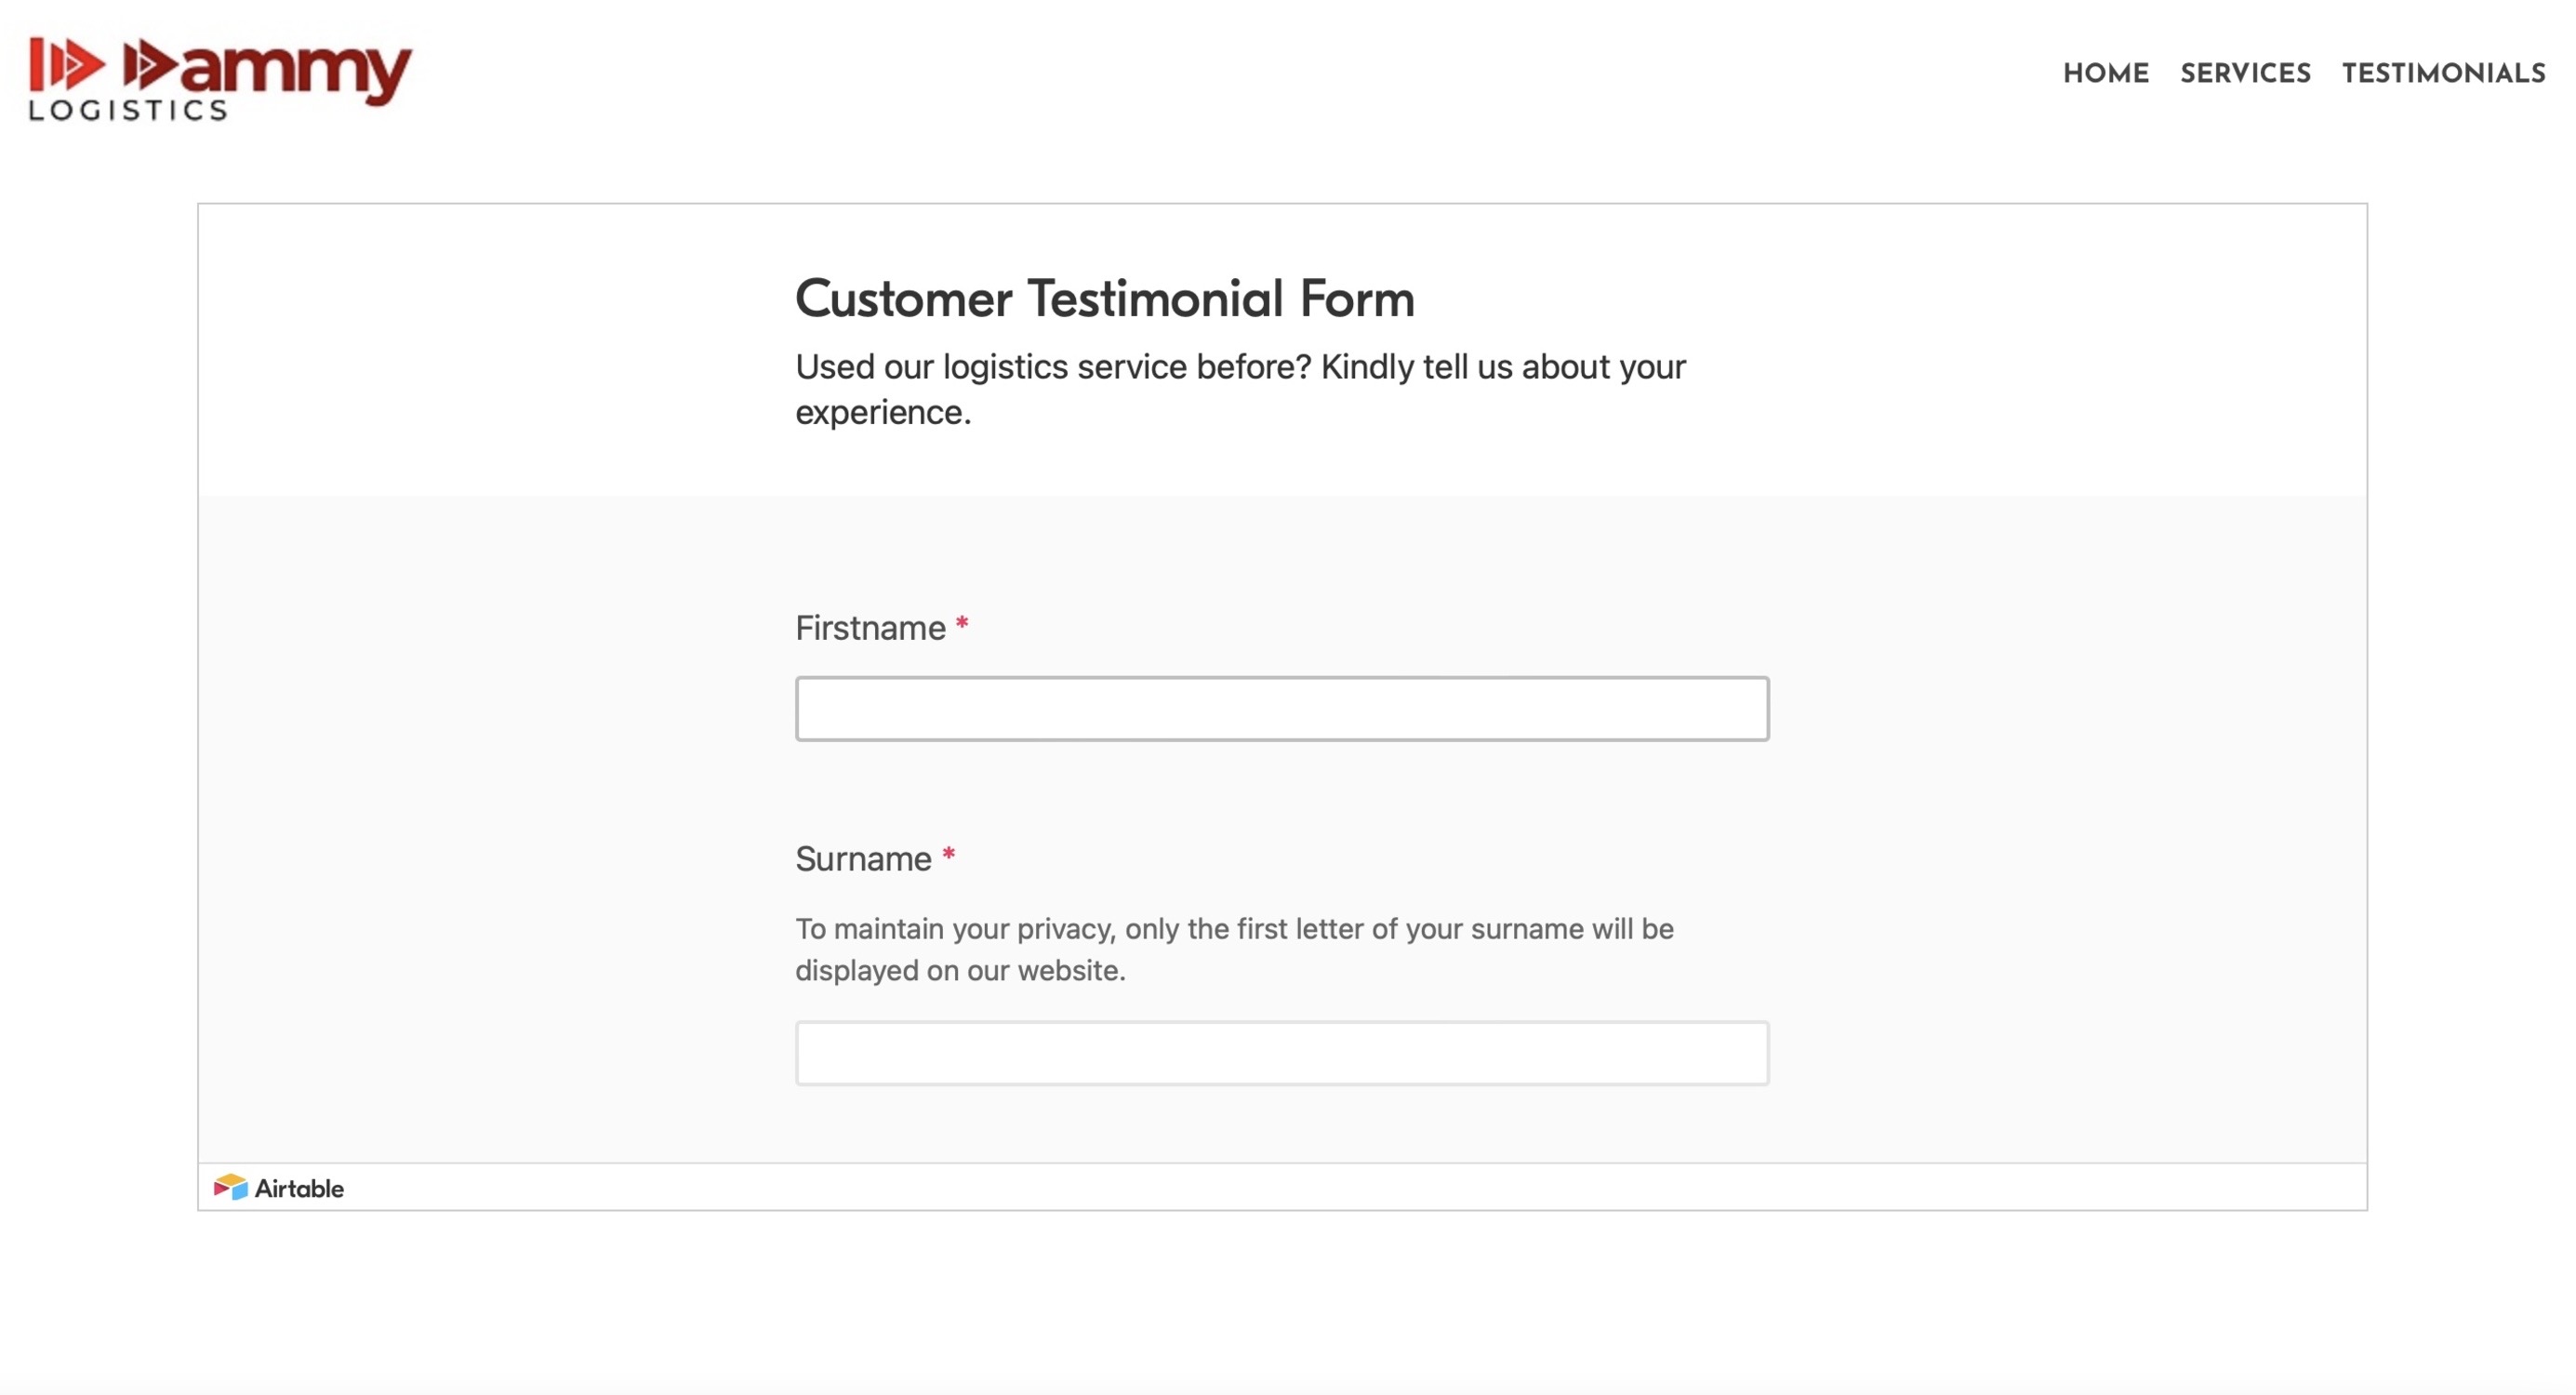 Dammy
LOGISTICS
HOME SERVICES TESTIMONIALS
Customer Testimonial Form
Used our logistics service before? Kindly tell us about your
experience.
Firstname *
Surname *
To maintain your privacy, only the first letter of your surname will be
displayed on our website.
Airtable